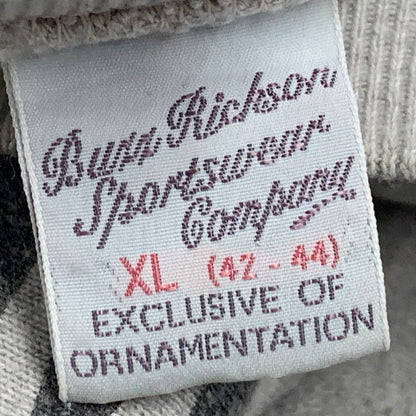 Buzz Rickson
Sportswear
Company
XL (42-44)
EXCLUSIVE OF
ORNAMENTATION